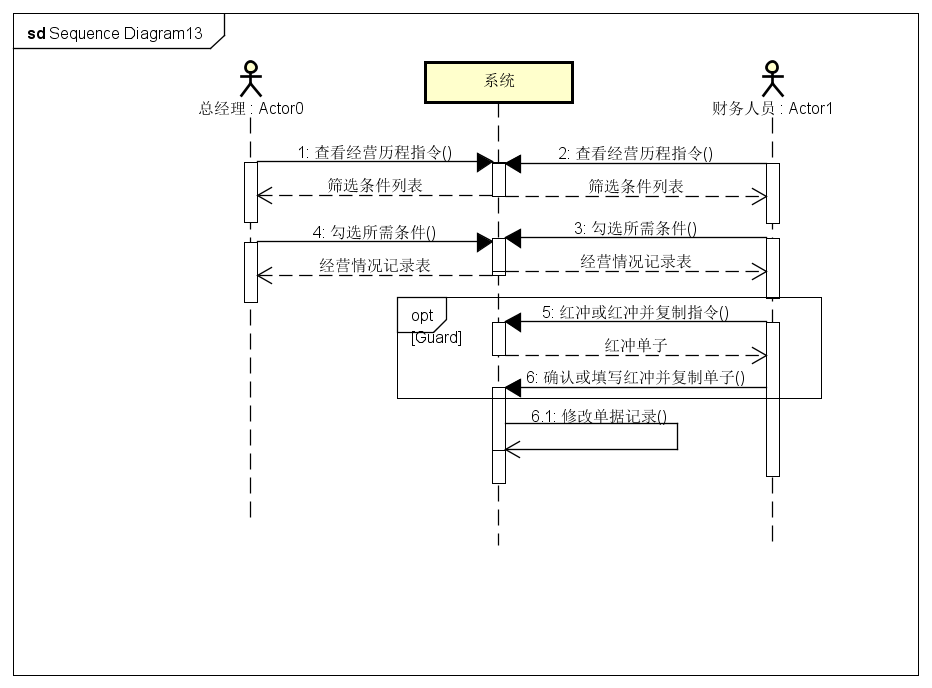 sd Sequence Diagram13
系统
总经理 : Actor0
财务人员 : Actor1
1: 查看经营历程指令()
2: 查看经营历程指令()
筛选条件列表
筛选条件列表
4: 勾选所需条件()
3: 勾选所需条件()
经营情况记录表
经营情况记录表
opt
[Guard]
5: 红冲或红冲并复制指令()
红冲单子
6: 确认或填写红冲并复制单子()
6.1: 修改单据记录()